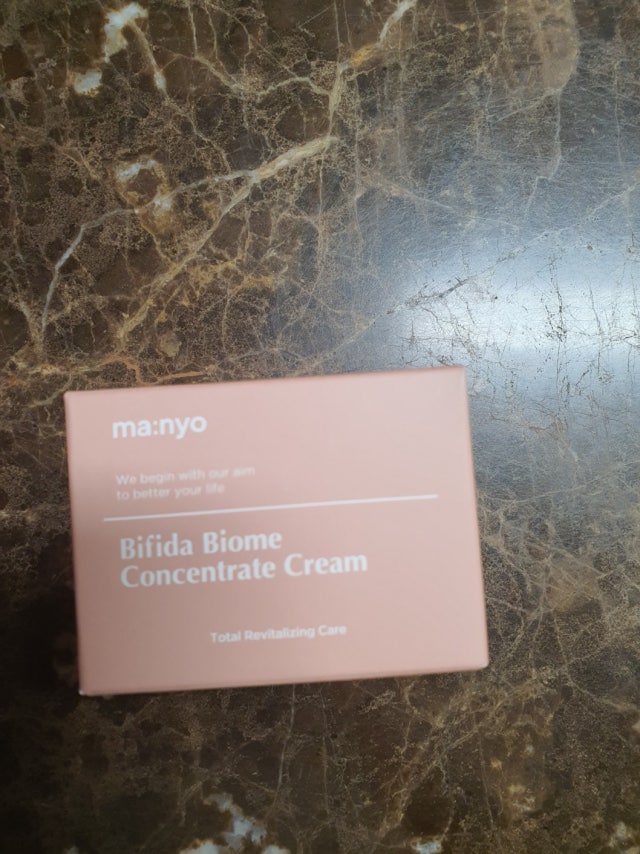 ma:nyo
We begin with our aim
to better your life
Bifida Biome
Concentrate Cream
Total Revitalizing Care